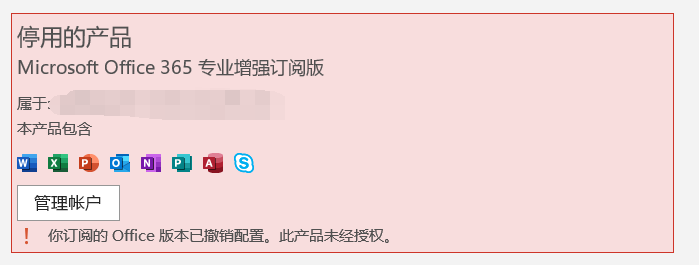 停用的产品
Microsoft Office 365 专业增强订阅版
属于:
本产品包含
W X P O N P A S
管理帐户
! 你订阅的 Office 版本已撤销配置。此产品未经授权。